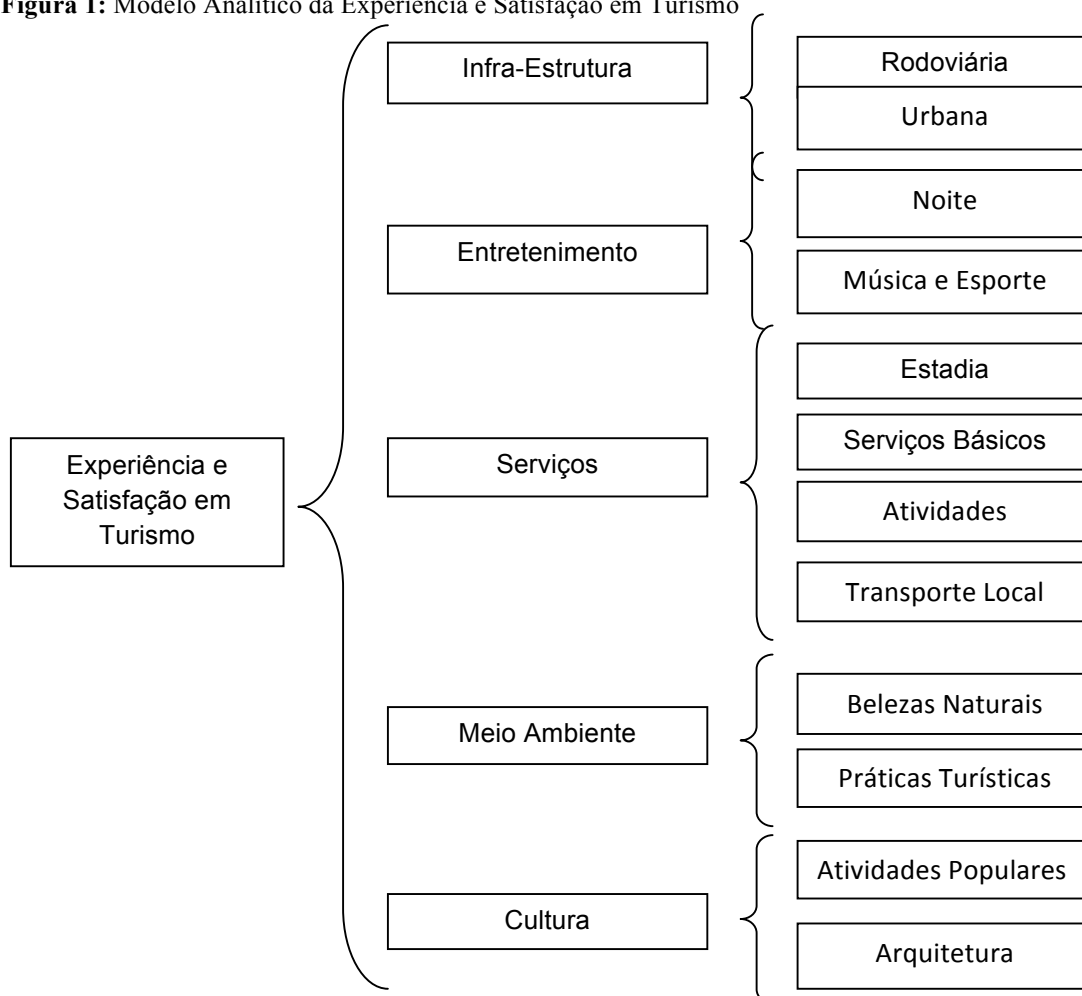 Figura 1: Modelo Analítico da Experiência e Satisfação em Turismo
Infra-Estrutura
Rodoviária
Urbana
Entretenimento
Noite
Música e Esporte
Experiência e
Satisfação em
Turismo
Serviços
Estadia
Serviços Básicos
Atividades
Transporte Local
Meio Ambiente
Belezas Naturais
Práticas Turísticas
Cultura
Atividades Populares
Arquitetura